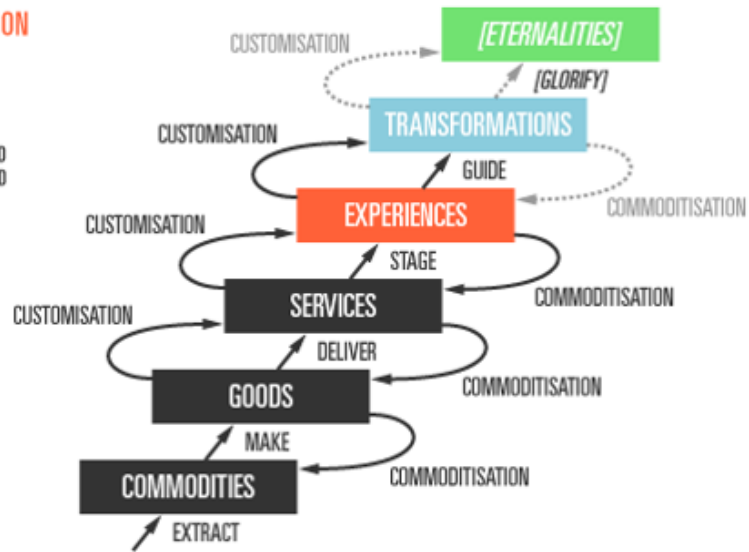 ON
CUSTOMISATION
[ETERNALITIES]
[GLORIFY]
TRANSFORMATIONS
CUSTOMISATION
GUIDE
COMMODITISATION
EXPERIENCES
CUSTOMISATION
STAGE
COMMODITISATION
SERVICES
CUSTOMISATION
DELIVER
COMMODITISATION
GOODS
MAKE
COMMODITISATION
COMMODITIES
EXTRACT